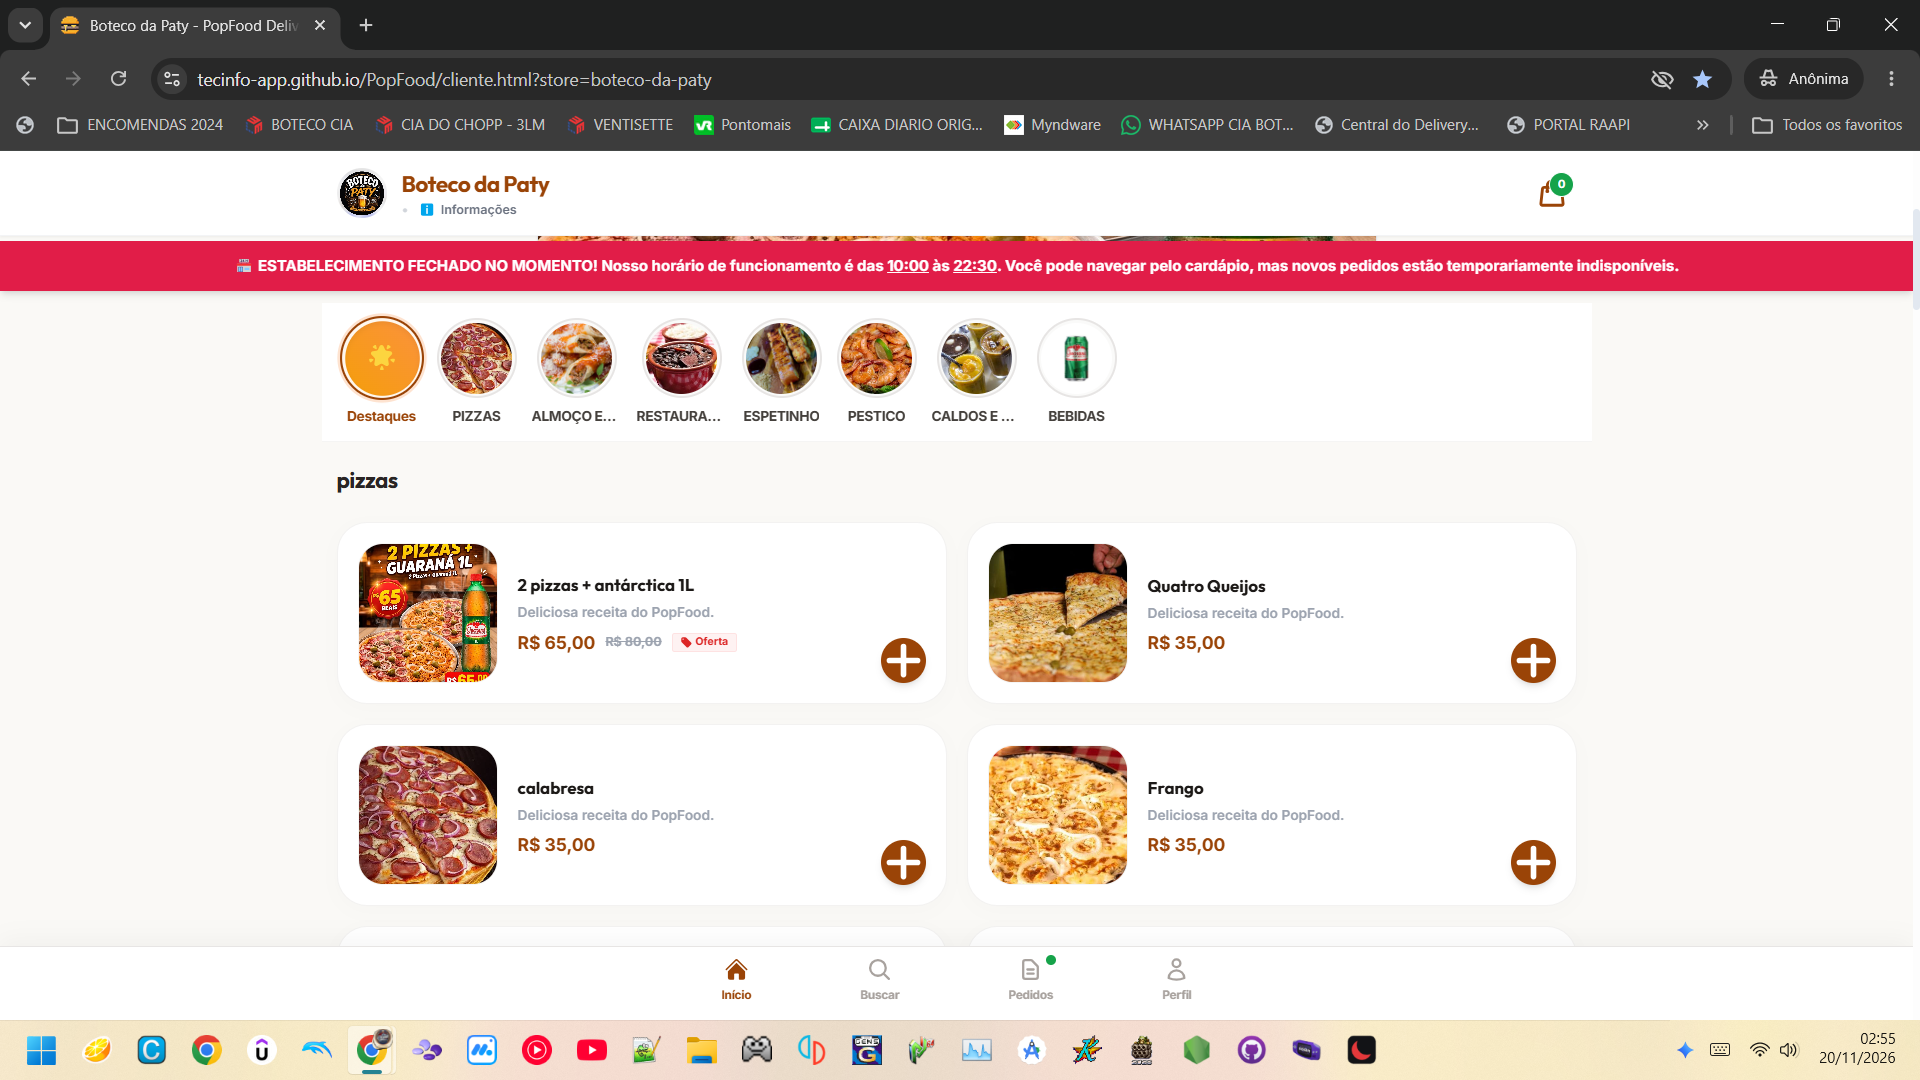 Boteco da Paty - PopFood Deliv
tecinfo-app.github.io/PopFood/cliente.html?store=boteco-da-paty
Anônima
ENCOMENDAS 2024
BOTECO CIA
CIA DO CHOPP - 3LM
VENTISETTE
Pontomais
CAIXA DIARIO ORIG...
Myndware
WHATSAPP CIA BOT...
Central do Delivery...
PORTAL RAAPI
Todos os favoritos
BOTECO
PATY
Boteco da Paty
Informações
0
ESTABELECIMENTO FECHADO NO MOMENTO! Nosso horário de funcionamento é das 10:00 às 22:30. Você pode navegar pelo cardápio, mas novos pedidos estão temporariamente indisponíveis.
Destaques
PIZZAS
ALMOÇO E...
RESTAURA...
ESPETINHO
PESTICO
CALDOS E ...
BEBIDAS
pizzas
2 PIZZAS +
GUARANÁ 1L
65
REAIS
R$65,00
2 pizzas + antárctica 1L
Deliciosa receita do PopFood.
R$ 65,00 R$ 80,00 Oferta
Quatro Queijos
Deliciosa receita do PopFood.
R$ 35,00
calabresa
Deliciosa receita do PopFood.
R$ 35,00
Frango
Deliciosa receita do PopFood.
R$ 35,00
Início
Buscar
Pedidos
Perfil
02:55
20/11/2026